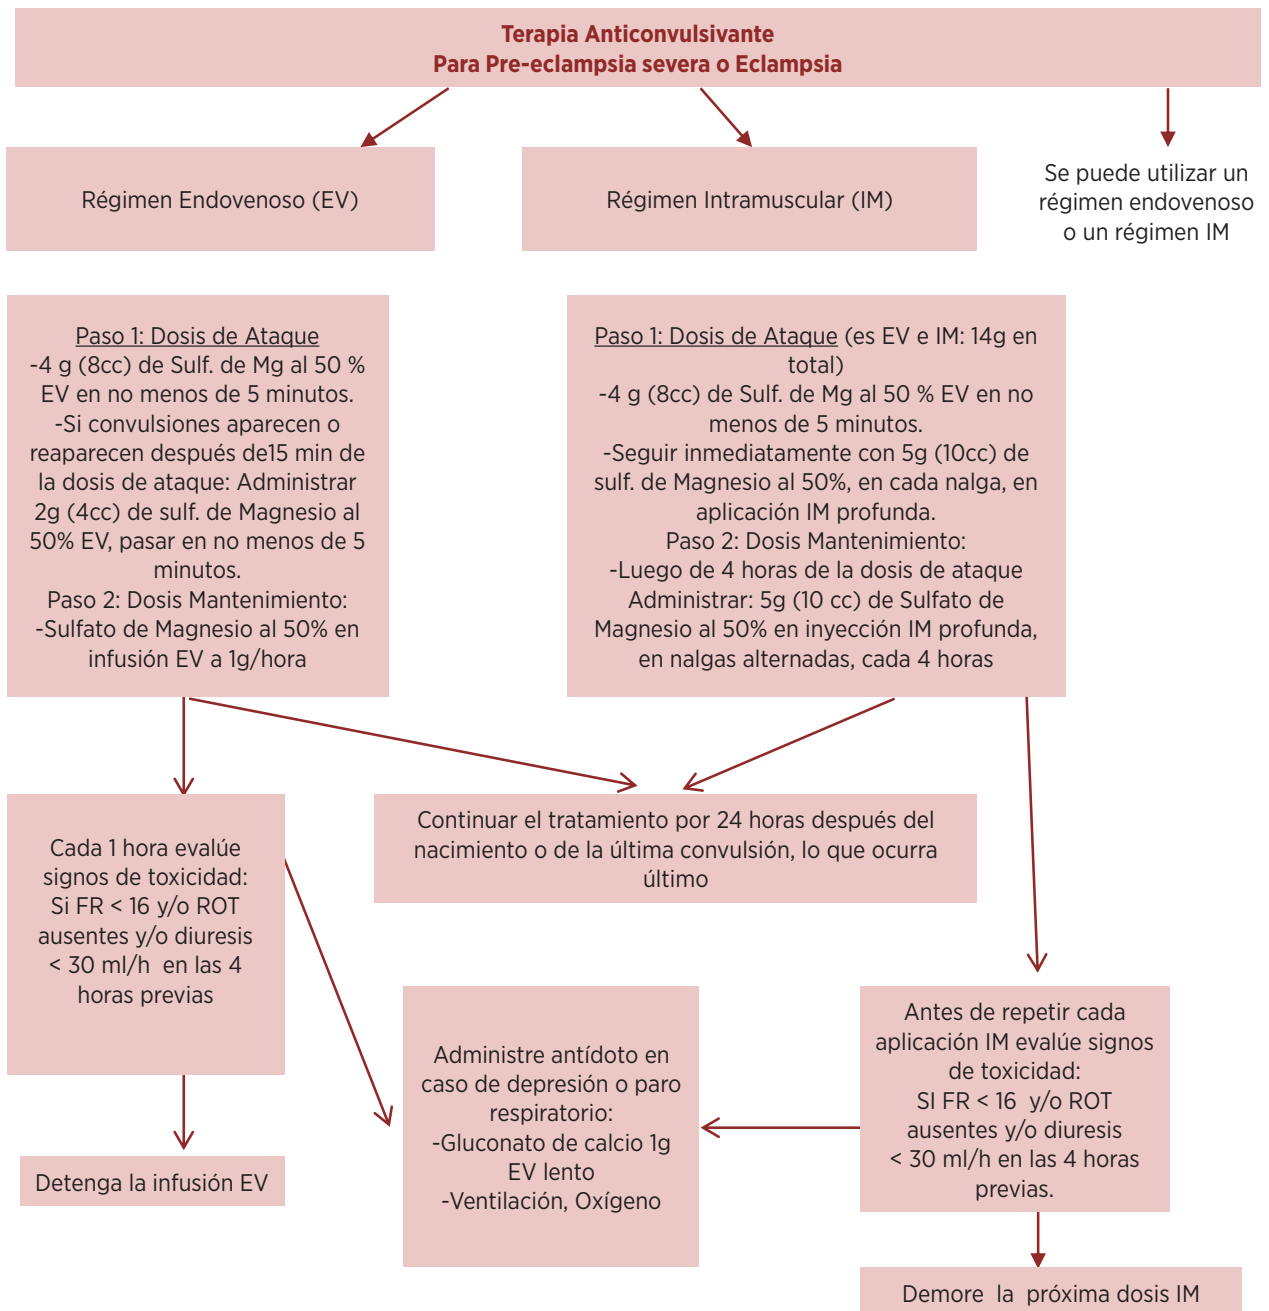 Terapia Anticonvulsivante
Para Pre-eclampsia severa o Eclampsia
Régimen Endovenoso (EV)
Régimen Intramuscular (IM)
Se puede utilizar un
régimen endovenoso
o un régimen IM
Paso 1: Dosis de Ataque
-4 g (8cc) de Sulf. de Mg al 50 %
EV en no menos de 5 minutos.
-Si convulsiones aparecen o
reaparecen después de15 min de
la dosis de ataque: Administrar
2g (4cc) de sulf. de Magnesio al
50% EV, pasar en no menos de 5
minutos.
Paso 2: Dosis Mantenimiento:
-Sulfato de Magnesio al 50% en
infusión EV a 1g/hora
Paso 1: Dosis de Ataque (es EV e IM: 14g en
total)
-4 g (8cc) de Sulf. de Mg al 50 % EV en no
menos de 5 minutos.
-Seguir inmediatamente con 5g (10cc) de
sulf. de Magnesio al 50%, en cada nalga, en
aplicación IM profunda.
Paso 2: Dosis Mantenimiento:
-Luego de 4 horas de la dosis de ataque
Administrar: 5g (10 cc) de Sulfato de
Magnesio al 50% en inyección IM profunda,
en nalgas alternadas, cada 4 horas
Cada 1 hora evalúe
signos de toxicidad:
Si FR < 16 y/o ROT
ausentes y/o diuresis
< 30 ml/h en las 4
horas previas
Continuar el tratamiento por 24 horas después del
nacimiento o de la última convulsión, lo que ocurra
último
Administre antídoto en
caso de depresión o paro
respiratorio:
-Gluconato de calcio 1g
EV lento
-Ventilación, Oxígeno
Antes de repetir cada
aplicación IM evalúe signos
de toxicidad:
SI FR < 16 y/o ROT
ausentes y/o diuresis
< 30 ml/h en las 4 horas
previas.
Detenga la infusión EV
Demore la próxima dosis IM